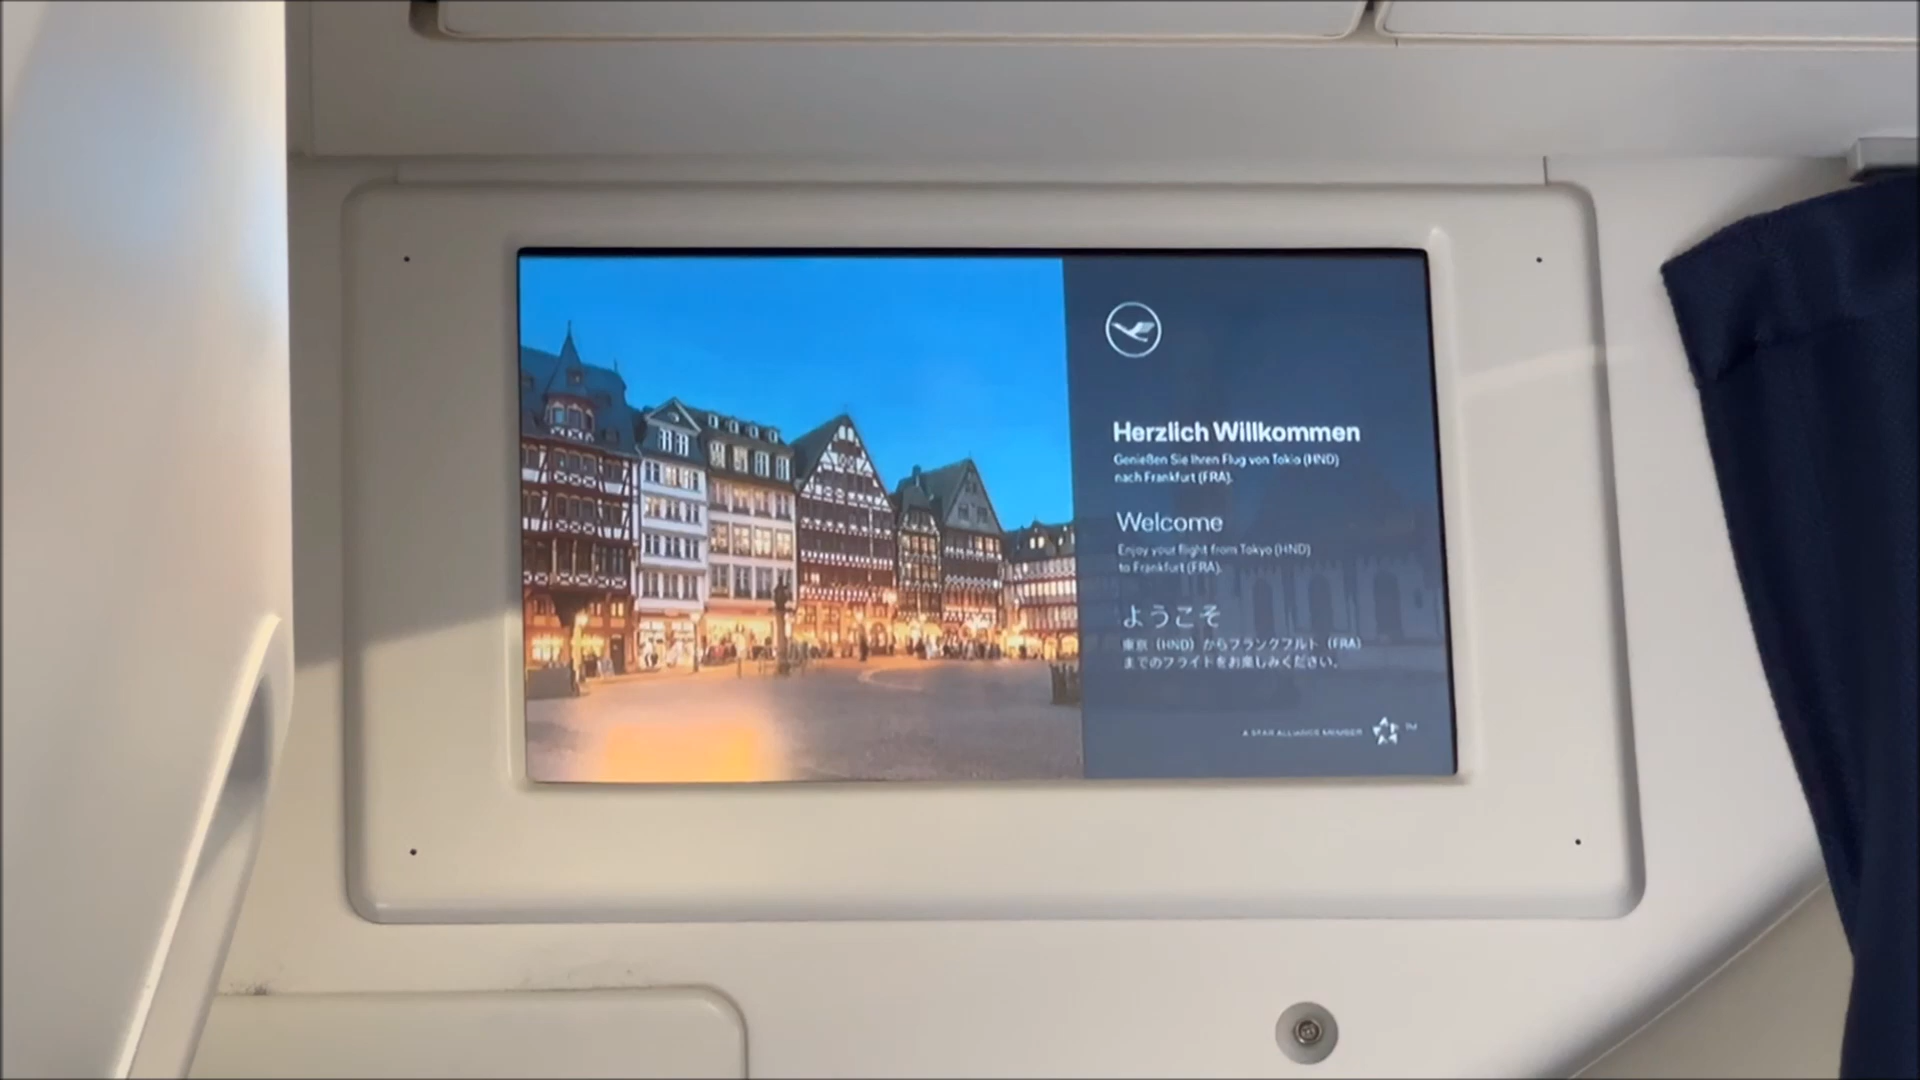 Herzlich Willkommen
Genießen Sie Ihren Flug von Tokio (HND)
nach Frankfurt (FRA).
Welcome
Enjoy your flight from Tokyo (HND)
to Frankfurt (FRA).
ようこそ
東京（HND）からフランクフルト（FRA）
までのフライトをお楽しみください。
A STAR ALLIANCE MEMBER ™